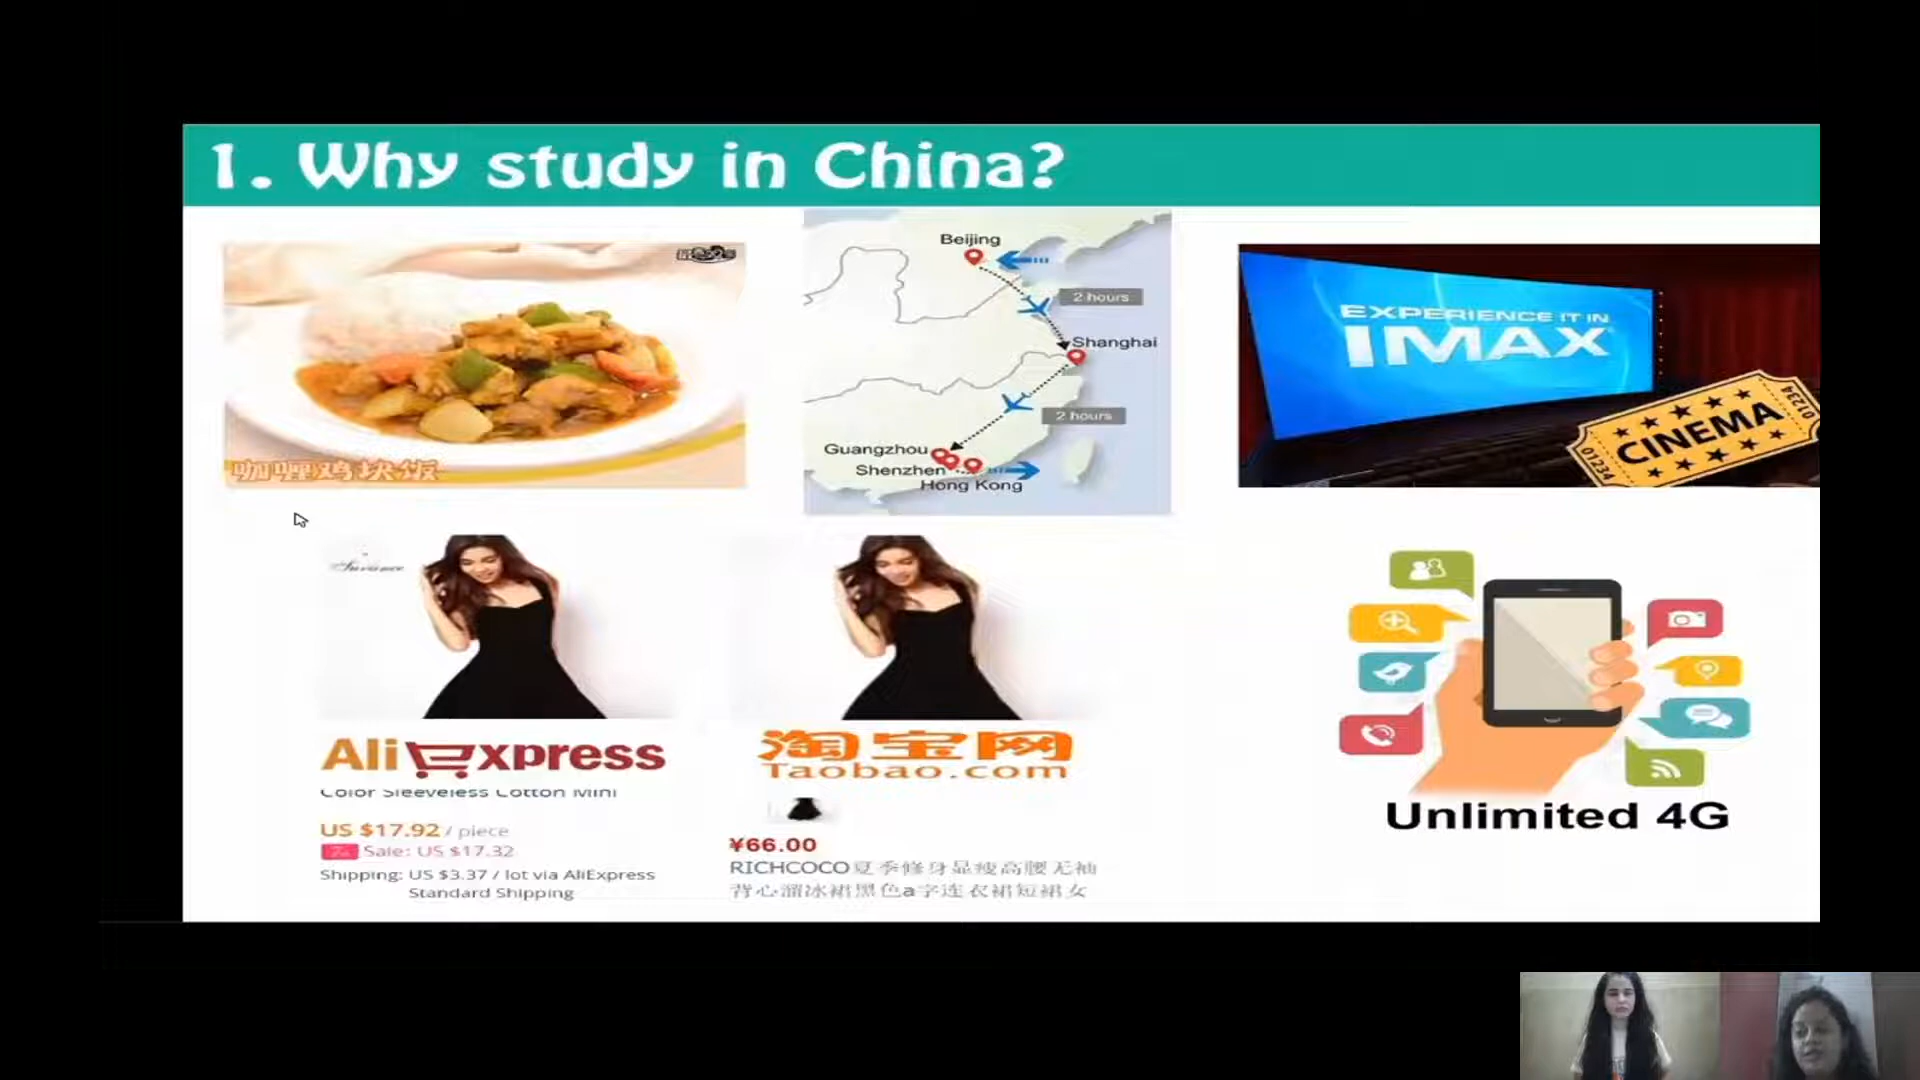 1. Why study in China?
咖喱鸡块饭
Beijing
2 hours
Shanghai
2 hours
Guangzhou
Shenzhen
Hong Kong
EXPERIENCE IT IN
IMAX
CINEMA
01234
01234
AliExpress
Color Sleeveless Cotton Mini
US $17.92 / piece
Sale: US $17.32
Shipping: US $3.37 / lot via AliExpress
Standard Shipping
淘宝网
Taobao.com
¥66.00
RICHCOCO夏季修身显瘦高腰无袖
背心溜冰裙黑色a字连衣裙短裙女
Unlimited 4G